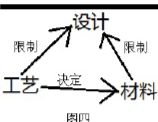 设计
限制 限制
工艺 决定 材料
图四